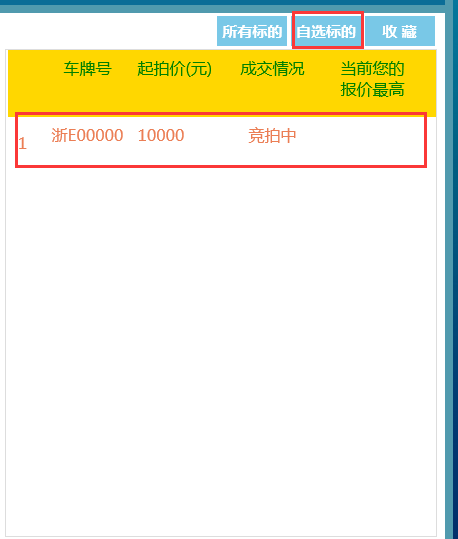 所有标的 自选标的 收 藏
车牌号 起拍价(元) 成交情况 当前您的
报价最高
1 浙E00000 10000 竞拍中